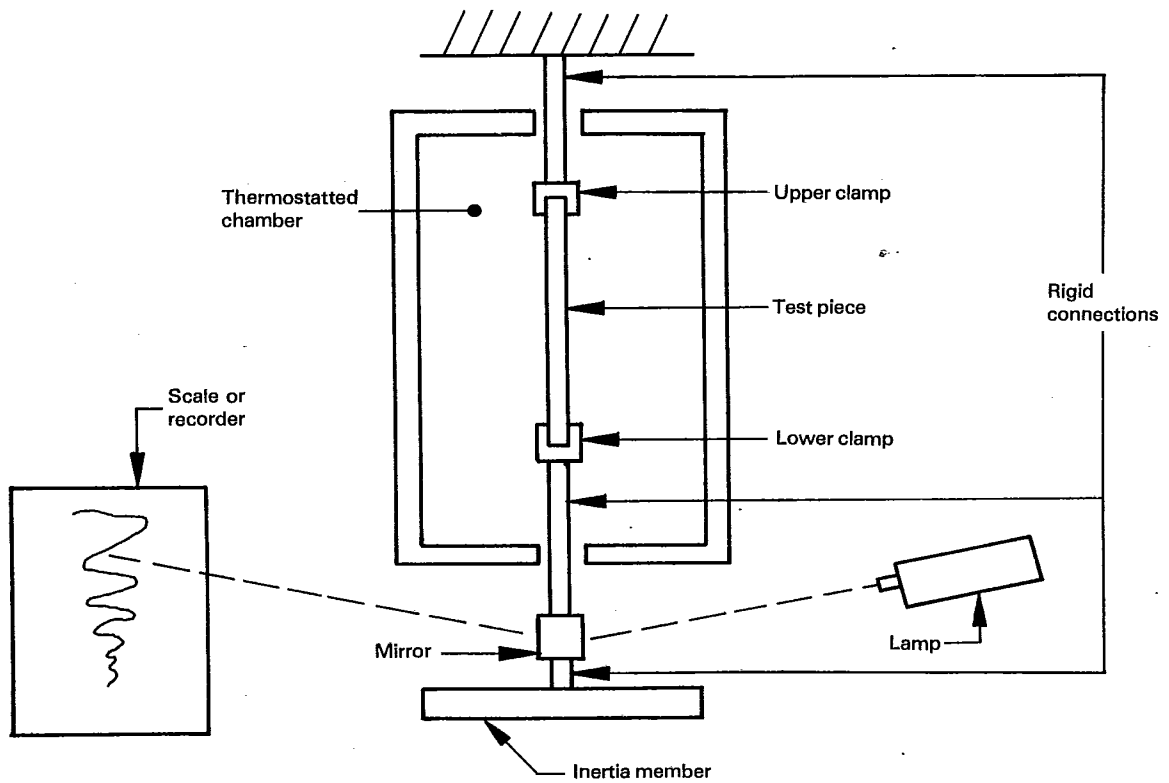 Thermostatted
chamber
Upper clamp
Test piece
Rigid
connections
Scale or
recorder
Lower clamp
Mirror
Lamp
Inertia member